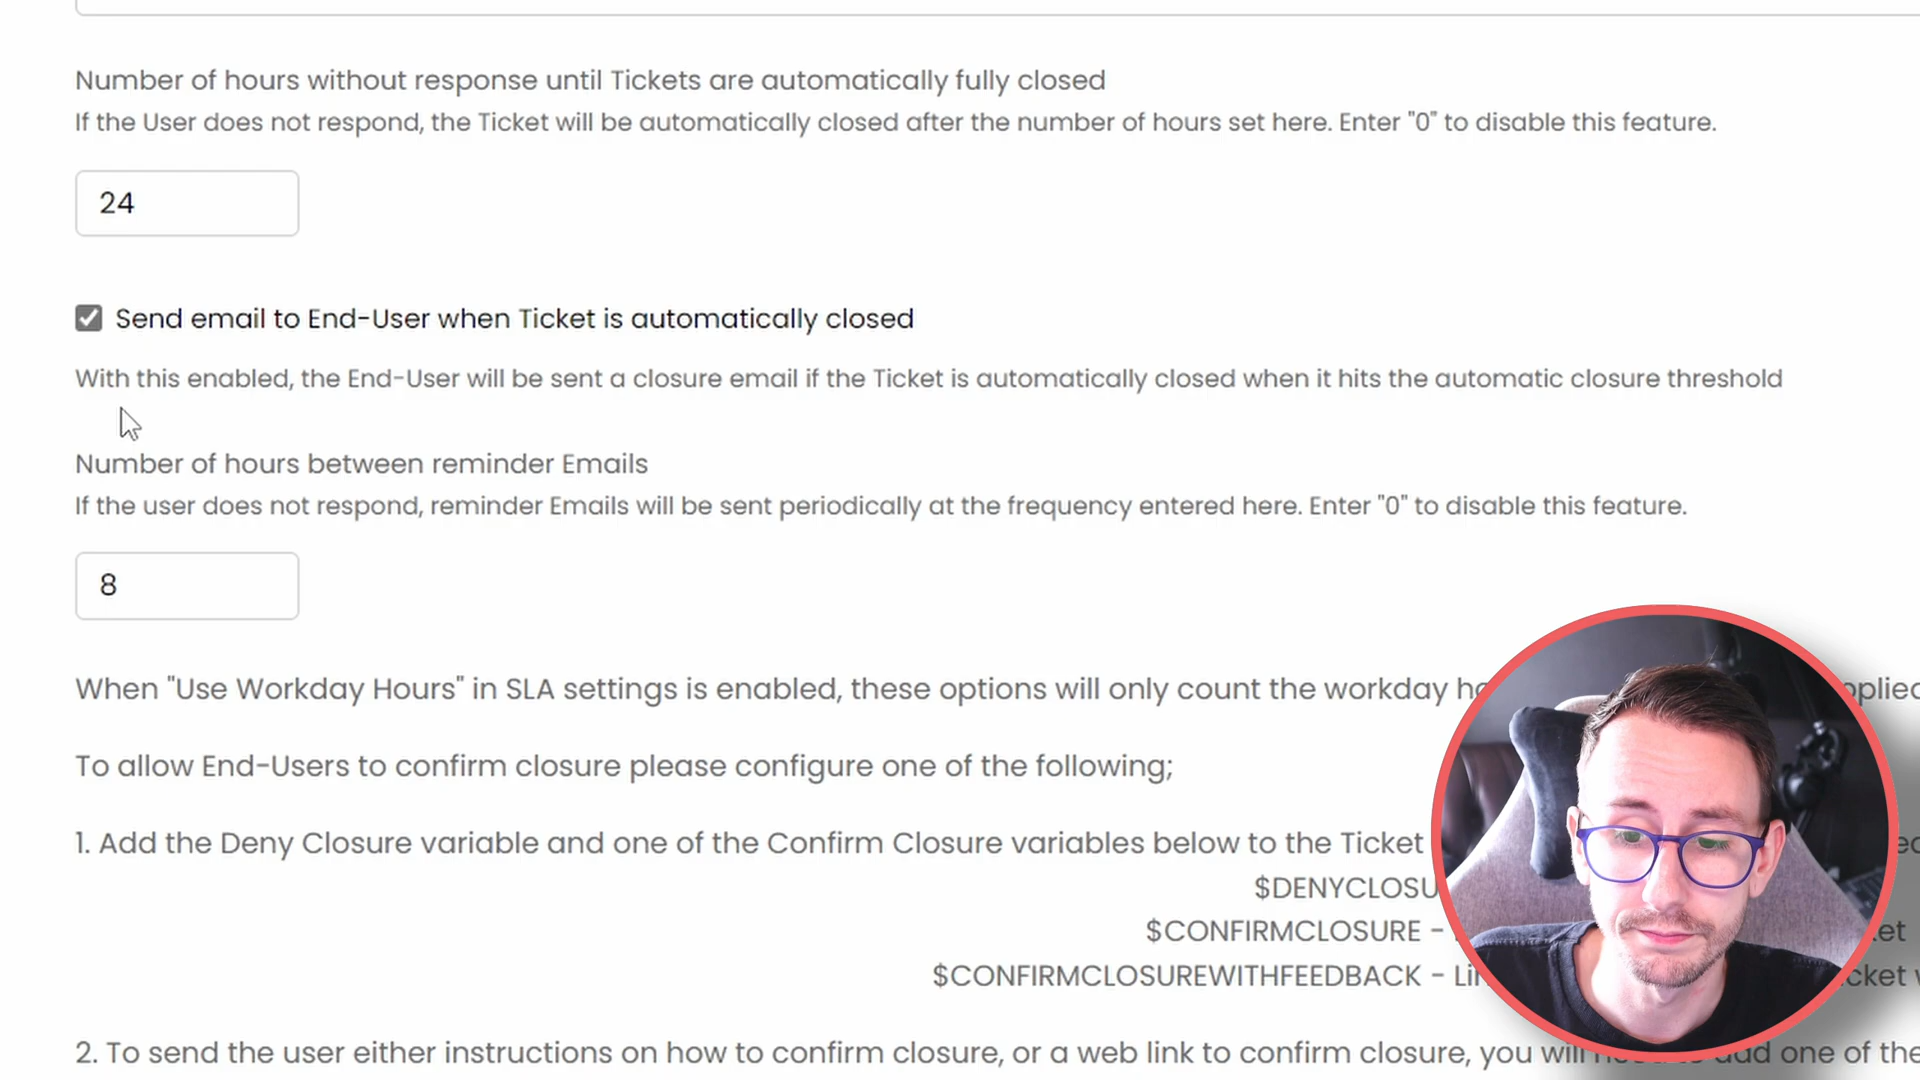 Number of hours without response until Tickets are automatically fully closed
If the User does not respond, the Ticket will be automatically closed after the number of hours set here. Enter "0" to disable this feature.
24
Send email to End-User when Ticket is automatically closed
With this enabled, the End-User will be sent a closure email if the Ticket is automatically closed when it hits the automatic closure threshold
Number of hours between reminder Emails
If the user does not respond, reminder Emails will be sent periodically at the frequency entered here. Enter "0" to disable this feature.
8
When "Use Workday Hours" in SLA settings is enabled, these options will only count the workday
To allow End-Users to confirm closure please configure one of the following;
1. Add the Deny Closure variable and one of the Confirm Closure variables below to the Ticket
$CONFIRMCLOSURE -
$CONFIRMCLOSUREWITHFEEDBACK -
2. To send the user either instructions on how to confirm closure, or a web link to confirm closure, you will add one of the